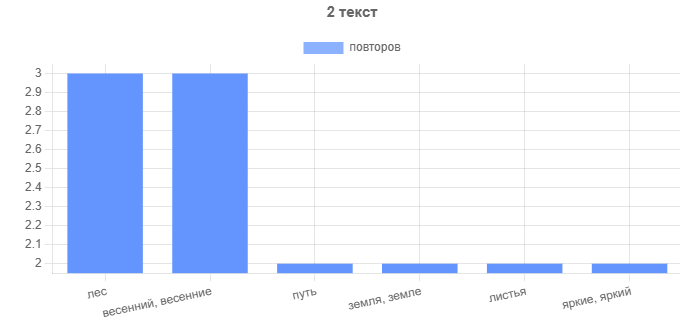 2 текст
повторов
3
2.9
2.8
2.7
2.6
2.5
2.4
2.3
2.2
2.1
2
лес
весенний, весенние
путь
земля, земле
листья
яркие, яркий